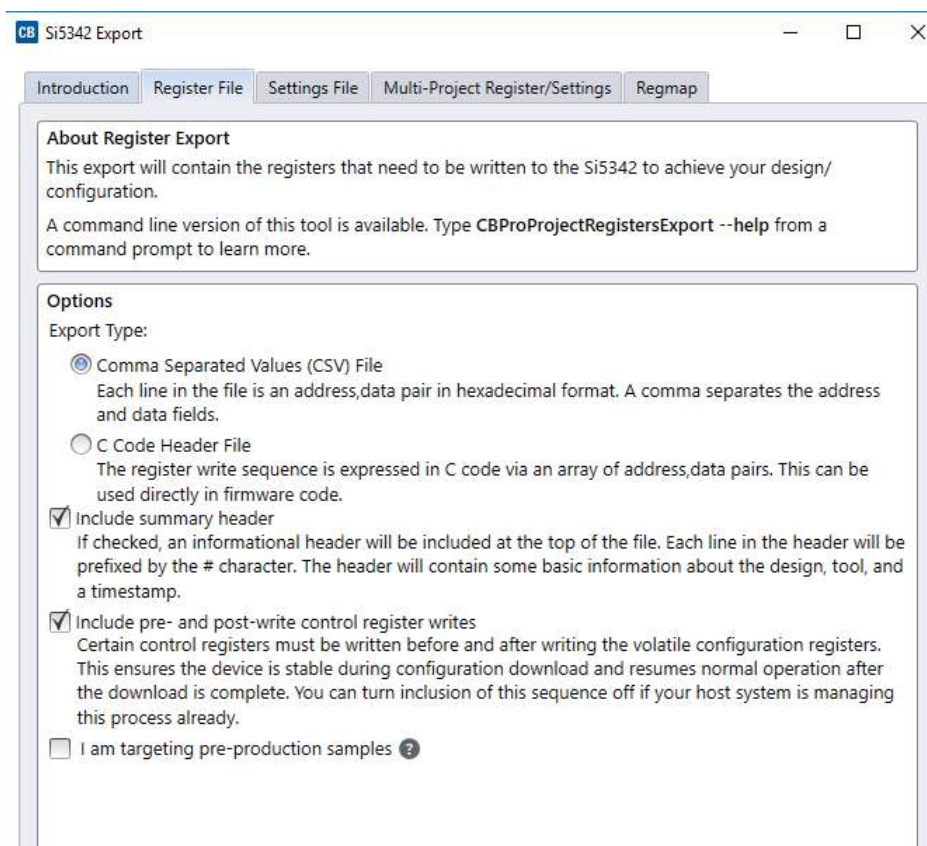 CB Si5342 Export
Introduction Register File Settings File Multi-Project Register/Settings Regmap
About Register Export
This export will contain the registers that need to be written to the Si5342 to achieve your design/
configuration.
A command line version of this tool is available. Type CBProProjectRegistersExport --help from a
command prompt to learn more.
Options
Export Type:
Comma Separated Values (CSV) File
Each line in the file is an address,data pair in hexadecimal format. A comma separates the address
and data fields.
C Code Header File
The register write sequence is expressed in C code via an array of address,data pairs. This can be
used directly in firmware code.
Include summary header
If checked, an informational header will be included at the top of the file. Each line in the header will be
prefixed by the # character. The header will contain some basic information about the design, tool, and
a timestamp.
Include pre- and post-write control register writes
Certain control registers must be written before and after writing the volatile configuration registers.
This ensures the device is stable during configuration download and resumes normal operation after
the download is complete. You can turn inclusion of this sequence off if your host system is managing
this process already.
I am targeting pre-production samples ?